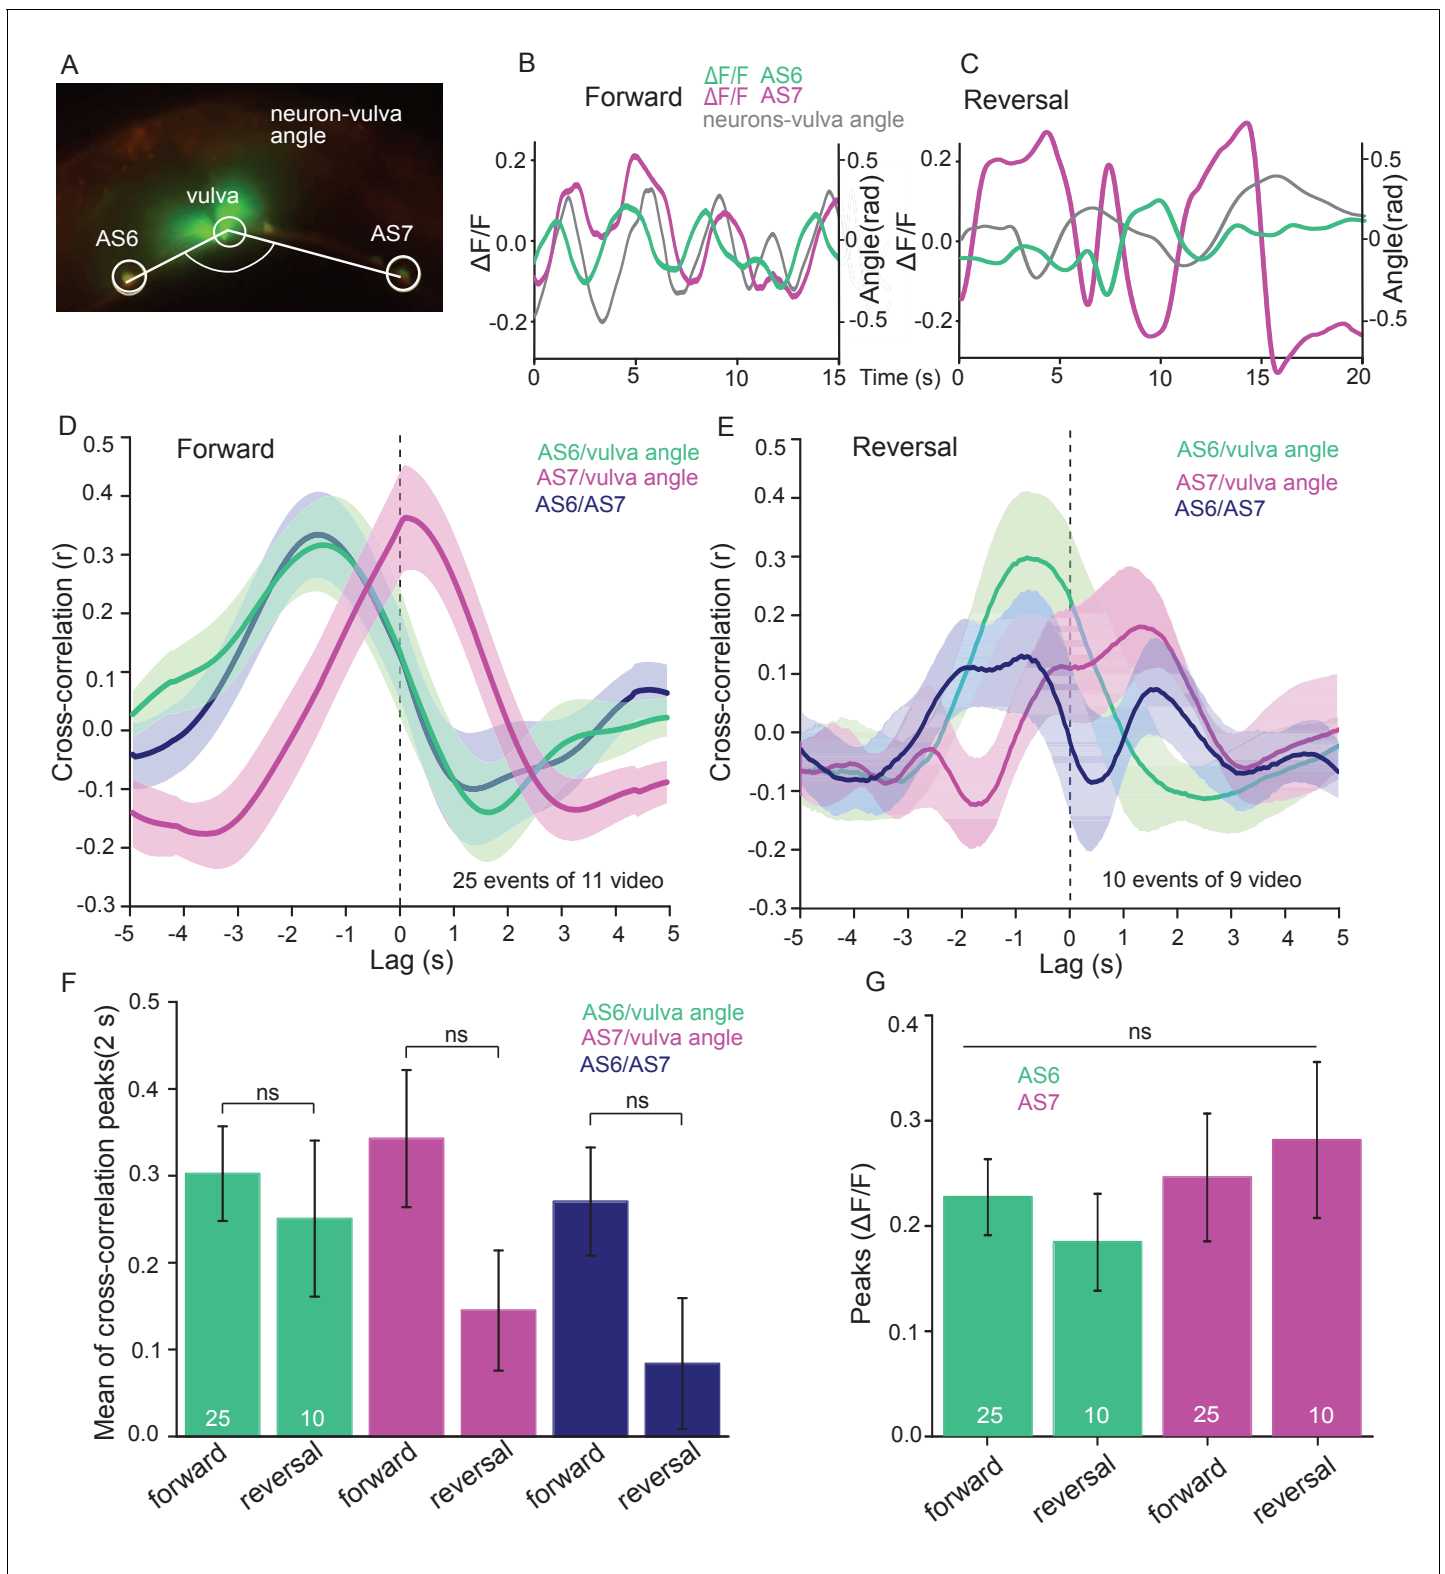 A
neuron-vulva
angle
vulva
AS6
AS7
B
Forward
ΔF/F AS6
ΔF/F AS7
neurons-vulva angle
0.2
0.0
-0.2
ΔF/F
0.5
0
-0.5
Angle(rad)
0
5
10
15
Time (s)
C
Reversal
0.2
0.0
-0.2
ΔF/F
0.5
0
-0.5
Angle(rad)
0
5
10
15
20
D
Forward
AS6/vulva angle
AS7/vulva angle
AS6/AS7
0.5
0.4
0.3
0.2
0.1
0.0
-0.1
-0.2
-0.3
Cross-correlation (r)
25 events of 11 video
-5
-4
-3
-2
-1
0
1
2
3
4
5
Lag (s)
E
Reversal
AS6/vulva angle
AS7/vulva angle
AS6/AS7
0.5
0.4
0.3
0.2
0.1
0.0
-0.1
-0.2
-0.3
Cross-correlation (r)
10 events of 9 video
-5
-4
-3
-2
-1
0
1
2
3
4
5
Lag (s)
F
AS6/vulva angle
AS7/vulva angle
AS6/AS7
0.5
0.4
0.3
0.2
0.1
0.0
Mean of cross-correlation peaks(2 s)
ns
ns
ns
25
10
forward
reversal
forward
reversal
forward
reversal
G
ns
AS6
AS7
0.4
0.3
0.2
0.1
0.0
Peaks (ΔF/F)
25
10
25
10
forward
reversal
forward
reversal